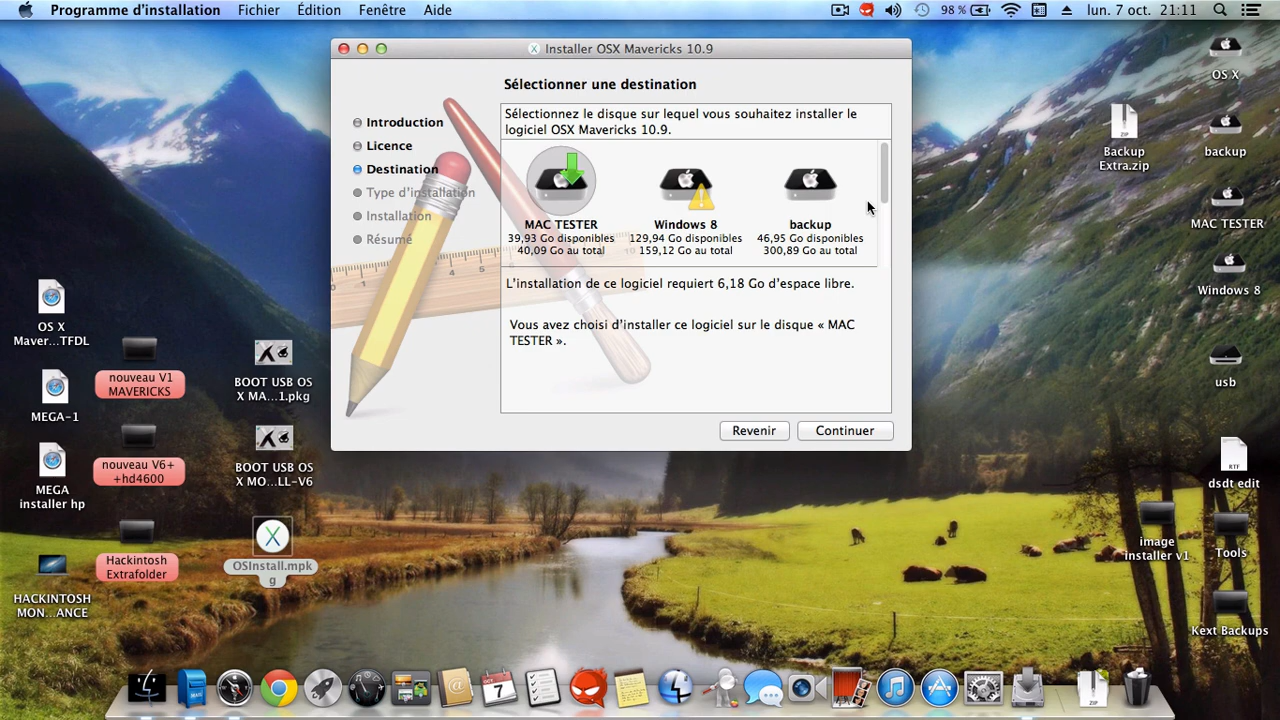 Programme d'installation Fichier Édition Fenêtre Aide
98 % lun. 7 oct. 21:11
Installer OSX Mavericks 10.9
Sélectionner une destination
Introduction
Licence
Destination
Type d'installation
Installation
Résumé
Sélectionnez le disque sur lequel vous souhaitez installer le
logiciel OSX Mavericks 10.9.
MAC TESTER
39,93 Go disponibles
40,09 Go au total
Windows 8
129,94 Go disponibles
159,12 Go au total
backup
46,95 Go disponibles
300,89 Go au total
L'installation de ce logiciel requiert 6,18 Go d'espace libre.
Vous avez choisi d'installer ce logiciel sur le disque « MAC
TESTER ».
Revenir
Continuer
OS X
Maver...TFDL
MEGA-1
MEGA
installer hp
HACKINTOSH
MON...ANCE
nouveau V1
MAVERICKS
nouveau V6+
+hd4600
Hackintosh
Extrafolder
BOOT USB OS
X MA...1.pkg
BOOT USB OS
X MO...LL-V6
OSInstall.mpk
g
ZIP
Backup
Extra.zip
OS X
backup
MAC TESTER
Windows 8
usb
RTF
dsdt edit
image
installer v1
Tools
Kext Backups
OCT
7
ZIP